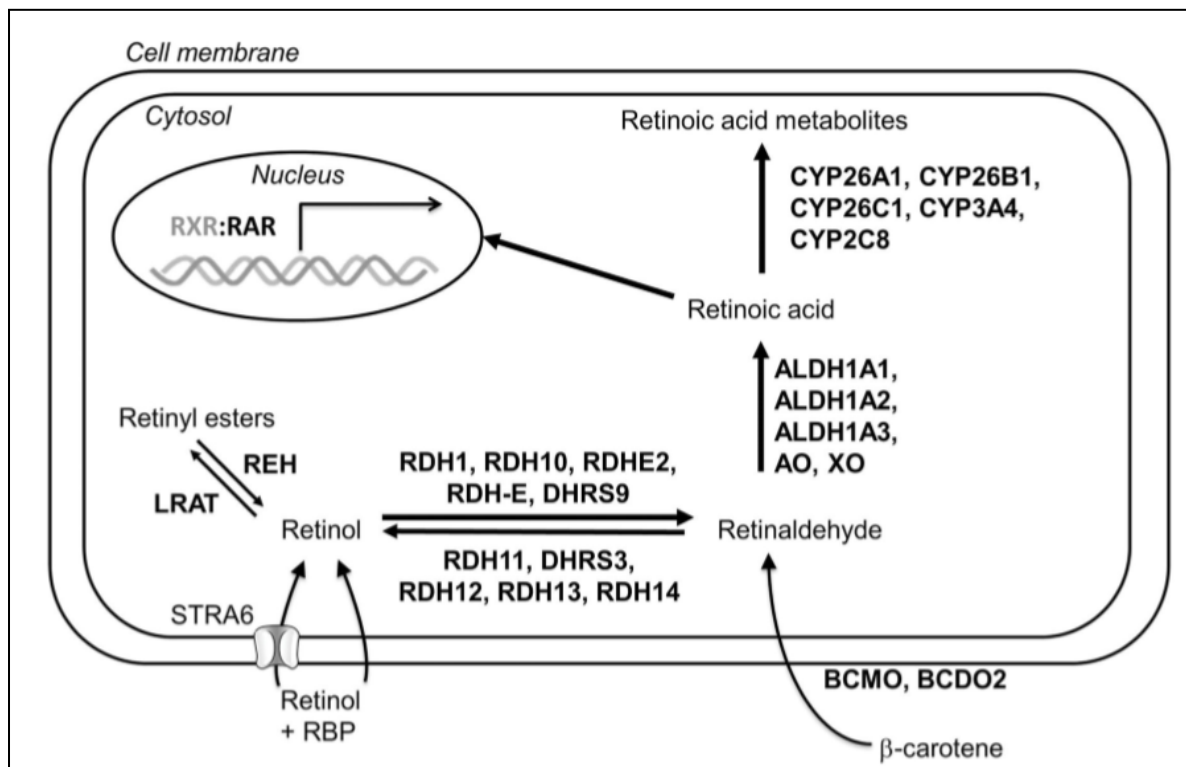 Cell membrane
Cytosol
Retinoic acid metabolites
Nucleus
CYP26A1, CYP26B1,
CYP26C1, CYP3A4,
CYP2C8
RXR:RAR
Retinoic acid
ALDH1A1,
ALDH1A2,
ALDH1A3,
AO, XO
Retinyl esters
REH
LRAT
RDH1, RDH10, RDHE2,
RDH-E, DHRS9
Retinol
Retinaldehyde
RDH11, DHRS3,
RDH12, RDH13, RDH14
STRA6
BCMO, BCDO2
Retinol
+ RBP
β-carotene